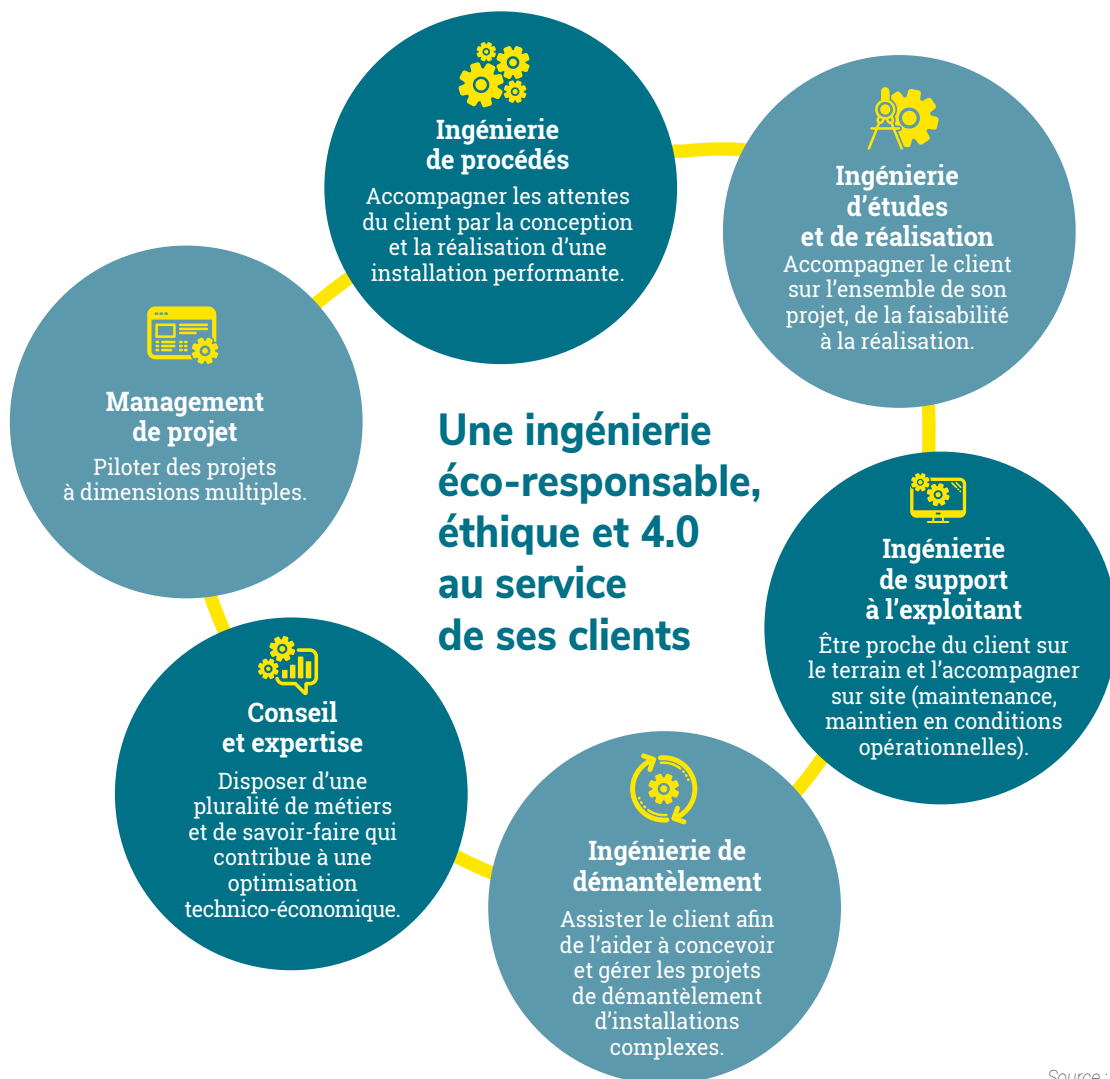 Ingénierie
de procédés
Accompagner les attentes
du client par la conception
et la réalisation d’une
installation performante.
Ingénierie
d’études
et de réalisation
Accompagner le client
sur l’ensemble de son
projet, de la faisabilité
à la réalisation.
Management
de projet
Piloter des projets
à dimensions multiples.
Une ingénierie
éco-responsable,
éthique et 4.0
au service
de ses clients
Ingénierie
de support
à l’exploitant
Être proche du client sur
le terrain et l’accompagner
sur site (maintenance,
maintien en conditions
opérationnelles).
Conseil
et expertise
Disposer d’une
pluralité de métiers
et de savoir-faire qui
contribue à une
optimisation
technico-économique.
Ingénierie de
démantèlement
Assister le client afin
de l’aider à concevoir
et gérer les projets
de démantèlement
d’installations
complexes.
Source :